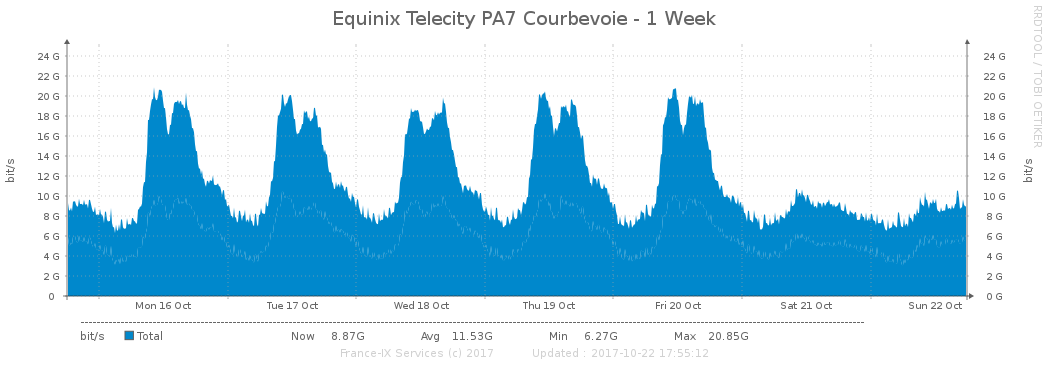 Equinix Telecity PA7 Courbevoie - 1 Week
RRDTOOL / TOBI OETIKER
bit/s
24 G 24 G
22 G 22 G
20 G 20 G
18 G 18 G
16 G 16 G
14 G 14 G
12 G 12 G
10 G 10 G
8 G 8 G
6 G 6 G
4 G 4 G
2 G 2 G
0 0 G
bit/s
Mon 16 Oct Tue 17 Oct Wed 18 Oct Thu 19 Oct Fri 20 Oct Sat 21 Oct Sun 22 Oct
bit/s Total Now 8.87G Avg 11.53G Min 6.27G Max 20.85G
France-IX Services (c) 2017 Updated : 2017-10-22 17:55:12